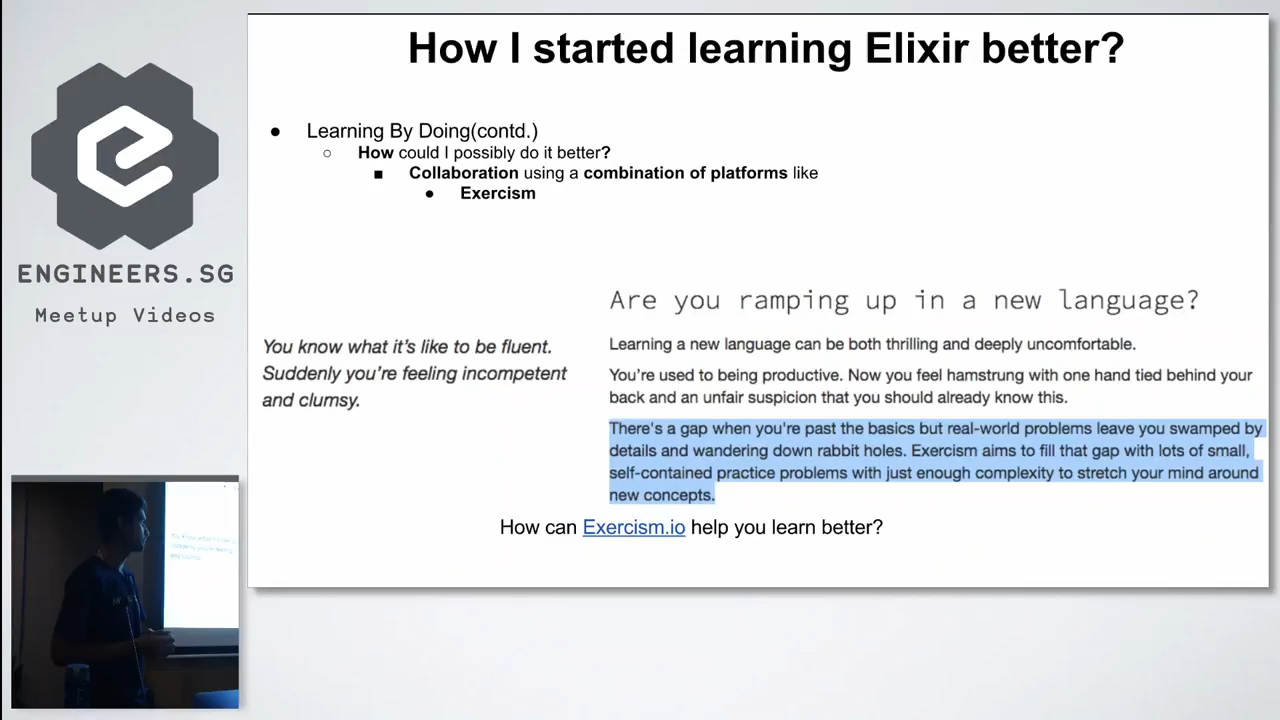 How I started learning Elixir better?
● Learning By Doing(contd.)
○ How could I possibly do it better?
■ Collaboration using a combination of platforms like
● Exercism
ENGINEERS.SG
Meetup Videos
You know what it's like to be fluent.
Suddenly you're feeling incompetent
and clumsy.
Are you ramping up in a new language?
Learning a new language can be both thrilling and deeply uncomfortable.
You're used to being productive. Now you feel hamstrung with one hand tied behind your
back and an unfair suspicion that you should already know this.
There's a gap when you're past the basics but real-world problems leave you swamped by
details and wandering down rabbit holes. Exercism aims to fill that gap with lots of small,
self-contained practice problems with just enough complexity to stretch your mind around
new concepts.
How can Exercism.io help you learn better?